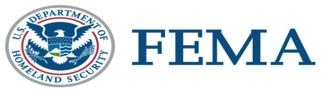 U.S. DEPARTMENT OF
HOMELAND SECURITY
FEMA